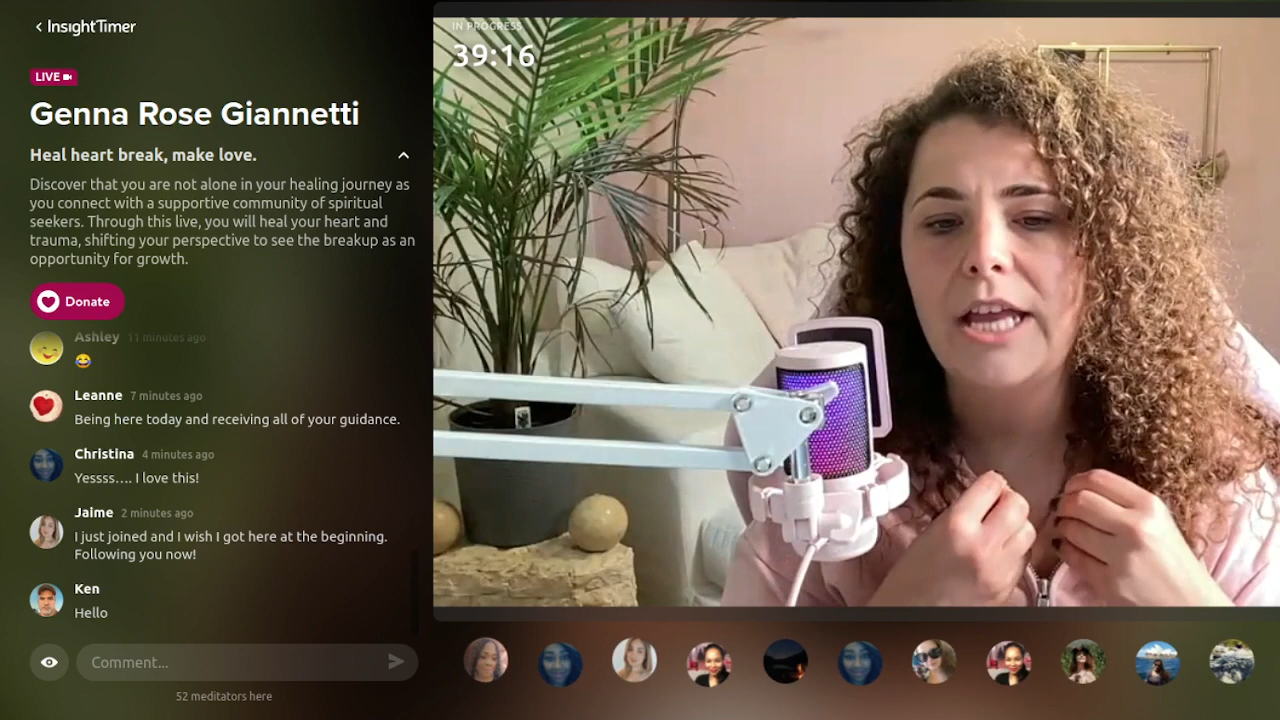 InsightTimer
LIVE
Genna Rose Giannetti
Heal heart break, make love.
Discover that you are not alone in your healing journey as
you connect with a supportive community of spiritual
seekers. Through this live, you will heal your heart and
trauma, shifting your perspective to see the breakup as an
opportunity for growth.
Donate
Ashley 11 minutes ago
😂
Leanne 7 minutes ago
Being here today and receiving all of your guidance.
Christina 4 minutes ago
Yessss.... I love this!
Jaime 2 minutes ago
I just joined and I wish I got here at the beginning.
Following you now!
Ken
Hello
Comment...
52 meditators here
IN PROGRESS
39:16